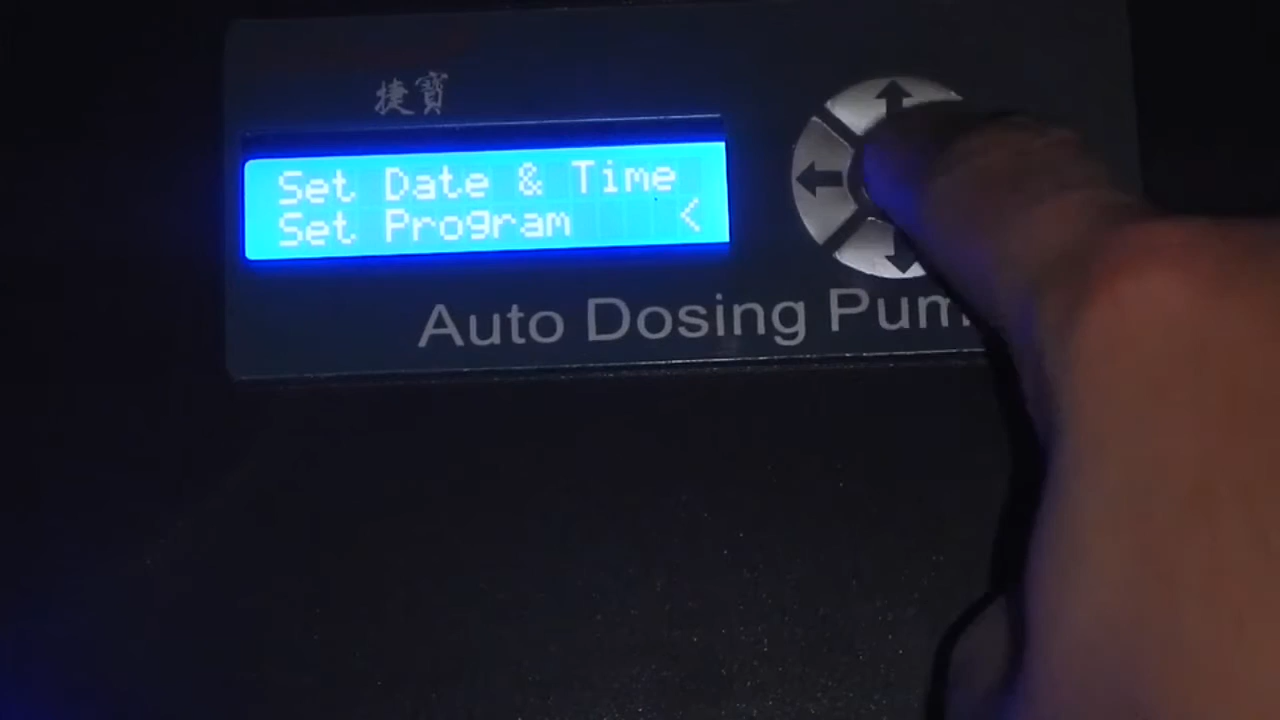 捷寶
Set Date & Time
Set Program <
Auto Dosing Pum